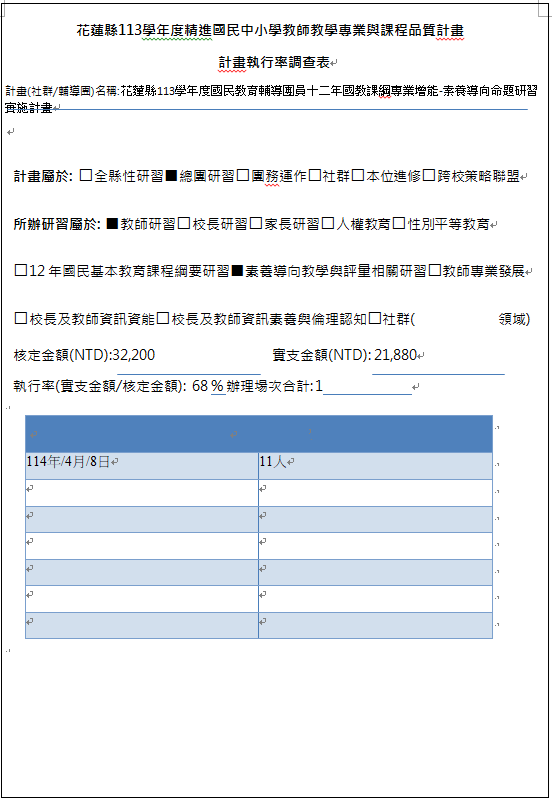 花蓮縣113學年度精進國民中小學教師教學專業與課程品質計畫
計畫執行率調查表
計畫(社群/輔導團)名稱:花蓮縣113學年度國民教育輔導團員十二年國教課綱專業增能-素養導向命題研習
實施計畫
計畫屬於: □全縣性研習■總團研習□團務運作□社群□本位進修□跨校策略聯盟
所辦研習屬於: ■教師研習□校長研習□家長研習□人權教育□性別平等教育
□12 年國民基本教育課程綱要研習■素養導向教學與評量相關研習□教師專業發展
□校長及教師資訊資能□校長及教師資訊素養與倫理認知□社群( 領域)
核定金額(NTD):32,200 實支金額(NTD): 21,880
執行率(實支金額/核定金額): 68 % 辦理場次合計:1
114年/4月/8日 11人